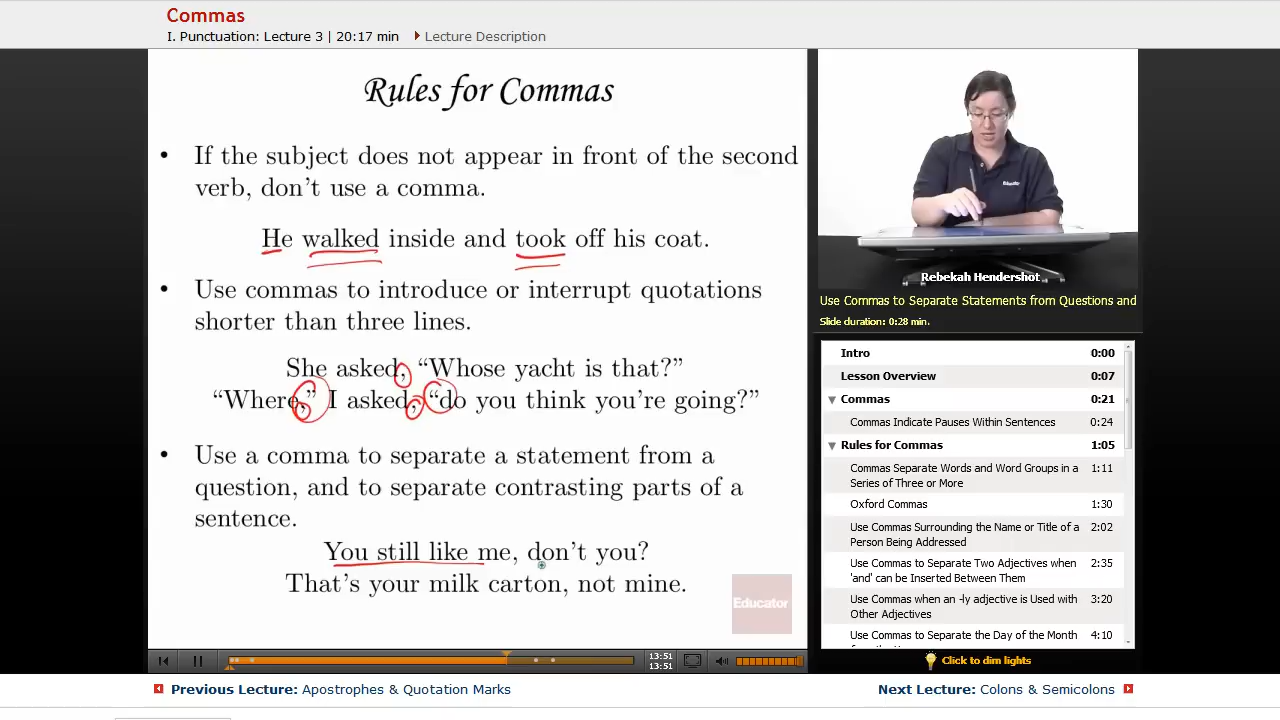 Commas
I. Punctuation: Lecture 3 | 20:17 min
Lecture Description
Rules for Commas
• If the subject does not appear in front of the second
verb, don't use a comma.
He walked inside and took off his coat.
• Use commas to introduce or interrupt quotations
shorter than three lines.
She asked, “Whose yacht is that?”
“Where,” I asked, “do you think you're going?”
• Use a comma to separate a statement from a
question, and to separate contrasting parts of a
sentence.
You still like me, don't you?
That's your milk carton, not mine.
Educator
Educator
Rebekah Hendershot
Use Commas to Separate Statements from Questions and
Slide duration: 0:28 min.
Intro 0:00
Lesson Overview 0:07
Commas 0:21
Commas Indicate Pauses Within Sentences 0:24
Rules for Commas 1:05
Commas Separate Words and Word Groups in a 1:11
Series of Three or More
Oxford Commas 1:30
Use Commas Surrounding the Name or Title of a 2:02
Person Being Addressed
Use Commas to Separate Two Adjectives when 2:35
'and' can be Inserted Between Them
Use Commas when an -ly adjective is Used with 3:20
Other Adjectives
Use Commas to Separate the Day of the Month 4:10
13:51
13:51
Click to dim lights
Previous Lecture: Apostrophes & Quotation Marks
Next Lecture: Colons & Semicolons